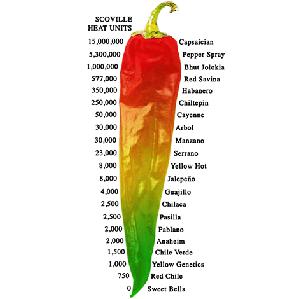 SCOVILLE
HEAT UNITS
15,000,000 Capsaician
5,300,000 Pepper Spray
1,000,000 Bhut Jolokia
577,000 Red Savina
350,000 Habanero
250,000 Chiltepin
50,000 Cayenne
30,000 Arbol
30,000 Manzano
23,000 Serrano
8,000 Yellow Hot
8,000 Jalepeño
4,000 Guajillo
2,500 Chilaca
2,500 Pasilla
2,000 Pablano
2,000 Anaheim
1,500 Chile Verde
1,000 Yellow Genetics
750 Red Chile
0 Sweet Bells